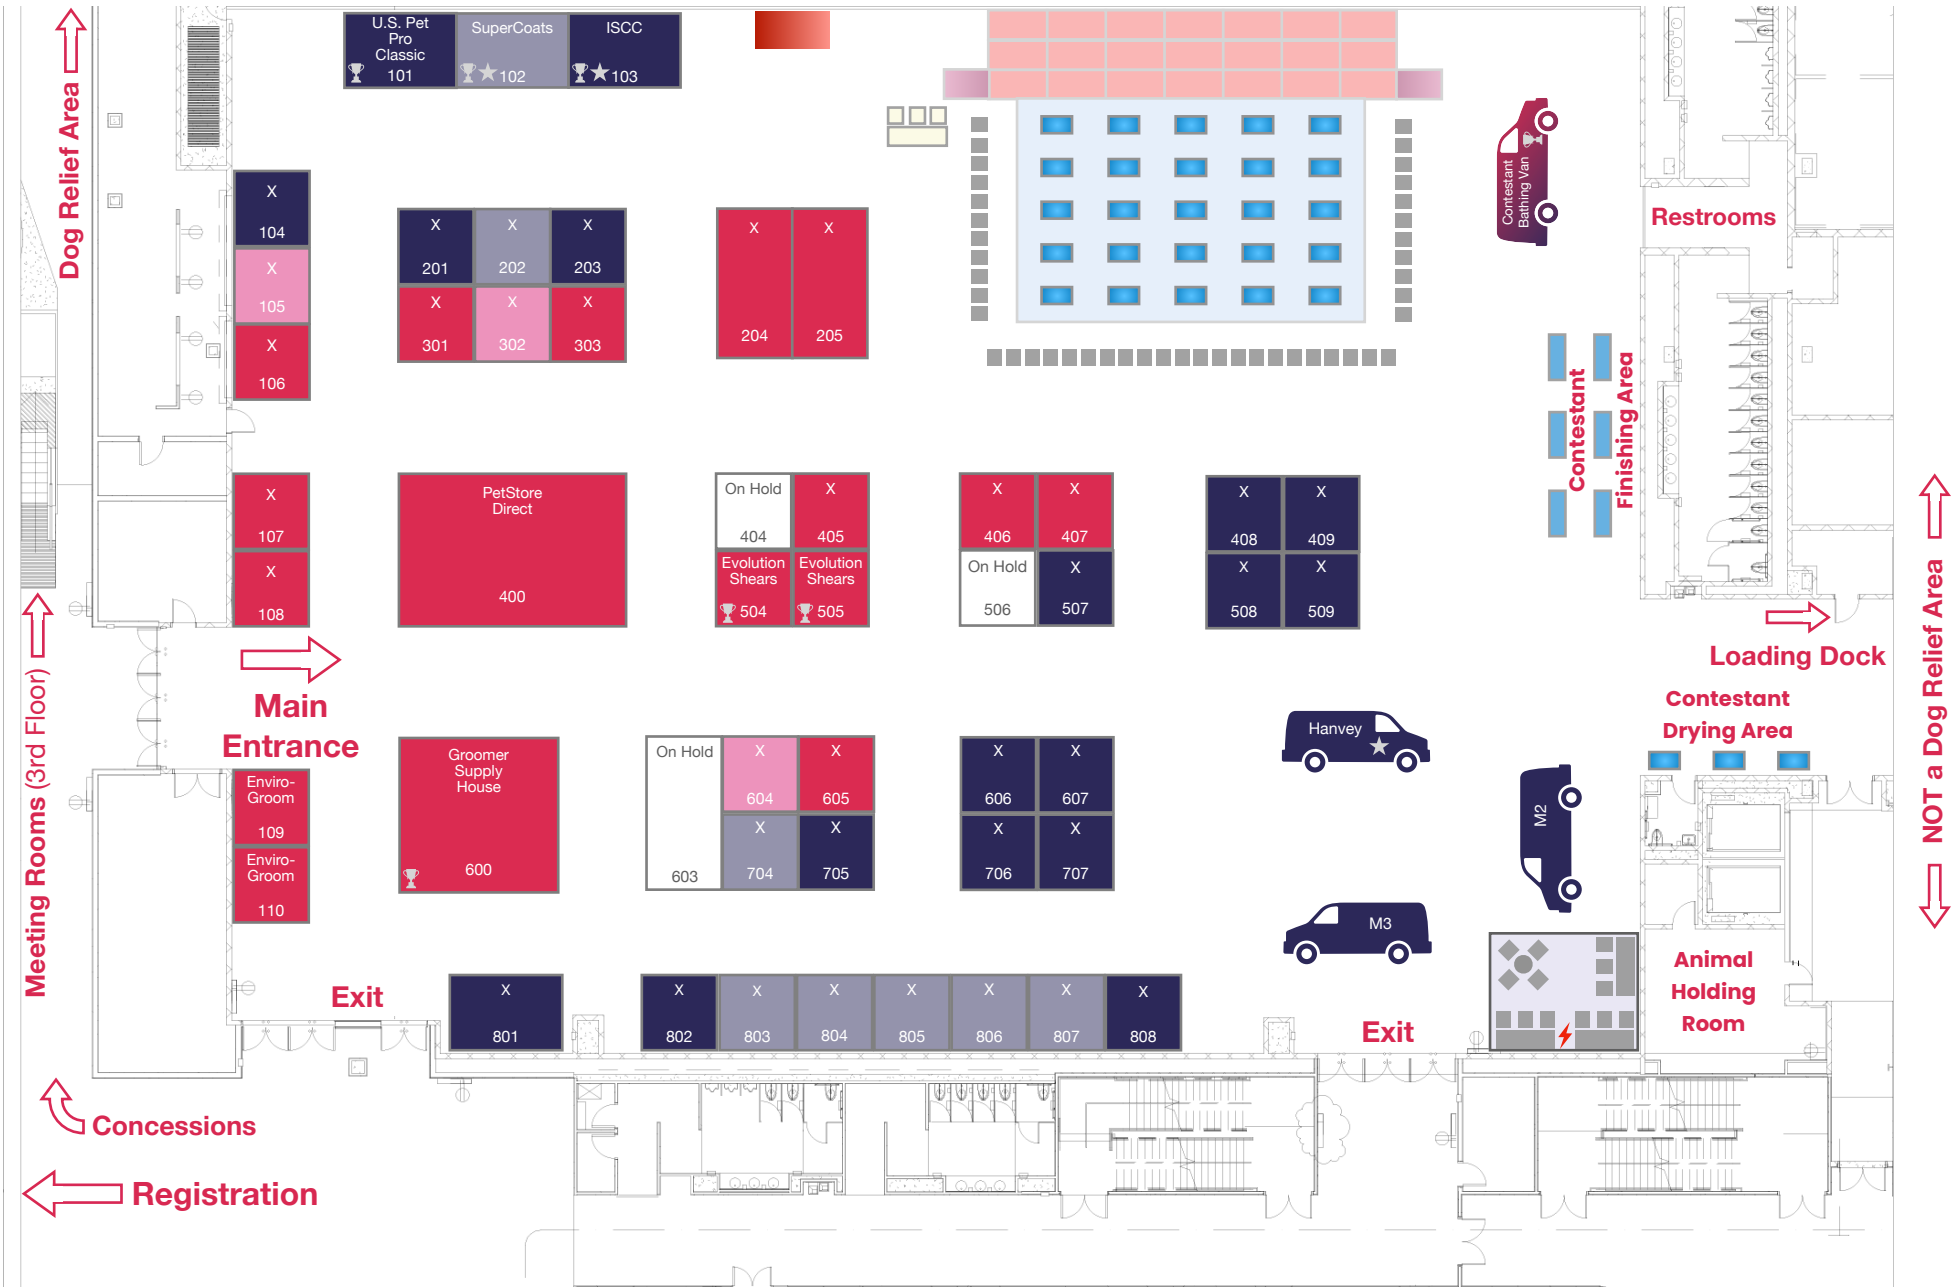 U.S. Pet
Pro
Classic
101
SuperCoats
102
ISCC
103
Dog Relief Area
Contestant
Bathing Van
Restrooms
X
104
X
105
X
106
X
201
X
202
X
203
X
301
X
302
X
303
X
204
X
205
Contestant
Finishing Area
X
107
X
108
PetStore
Direct
400
On Hold
404
X
405
Evolution
Shears
504
Evolution
Shears
505
X
406
X
407
On Hold
506
X
507
X
408
X
409
X
508
X
509
Loading Dock
NOT a Dog Relief Area
Meeting Rooms (3rd Floor)
Main
Entrance
Contestant
Drying Area
Enviro-
Groom
109
Enviro-
Groom
110
Groomer
Supply
House
600
On Hold
603
X
604
X
605
X
704
X
705
X
606
X
607
X
706
X
707
Hanvey
M2
M3
Animal
Holding
Room
Exit
X
801
X
802
X
803
X
804
X
805
X
806
X
807
X
808
Exit
Concessions
Registration